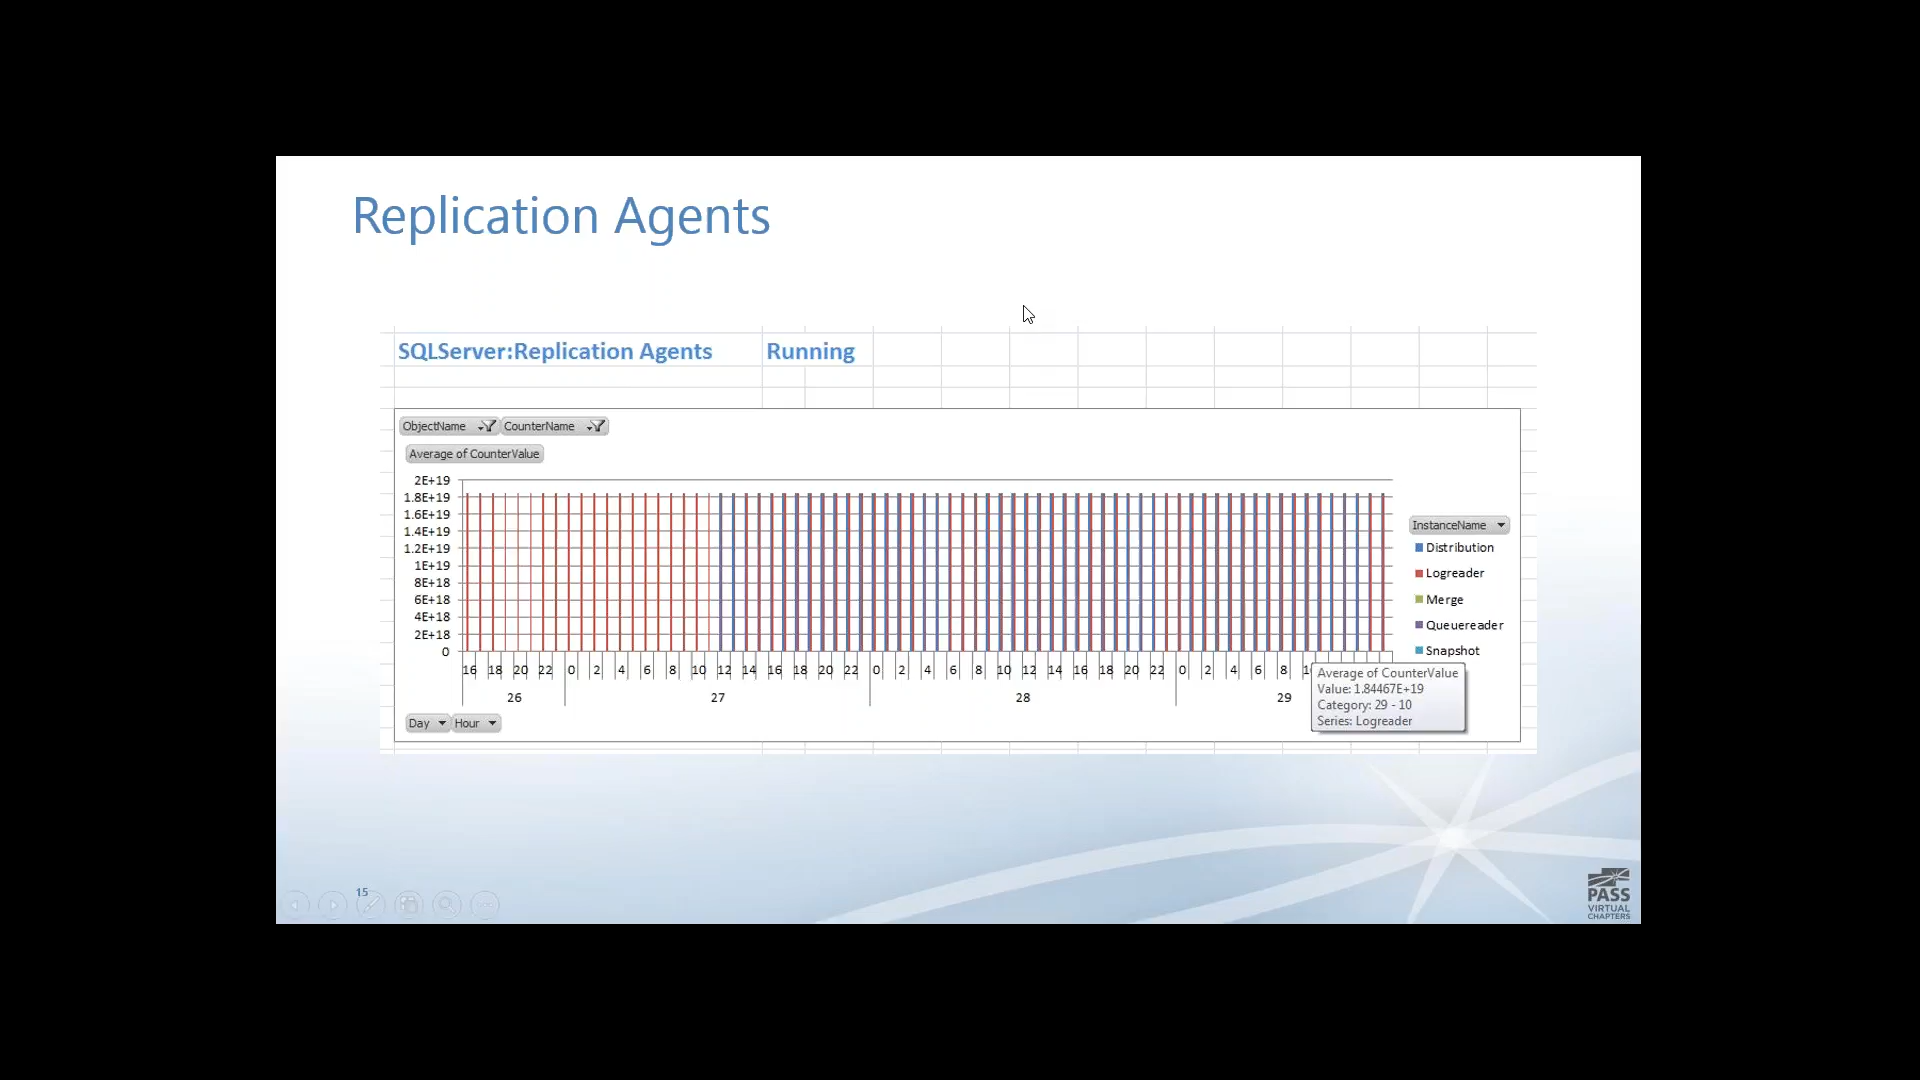 Replication Agents
SQLServer:Replication Agents Running
ObjectName CounterName
Average of CounterValue
2E+19
1.8E+19
1.6E+19
1.4E+19
1.2E+19
1E+19
8E+18
6E+18
4E+18
2E+18
0
InstanceName
Distribution
Logreader
Merge
Queuereader
Snapshot
16 18 20 22 0 2 4 6 8 10 12 14 16 18 20 22 0 2 4 6 8 10 12 14 16 18 20 22 0 2 4 6 8
26 27 28 29
Average of CounterValue
Value: 1.84467E+19
Category: 29 - 10
Series: Logreader
Day Hour
15
PASS
VIRTUAL
CHAPTERS